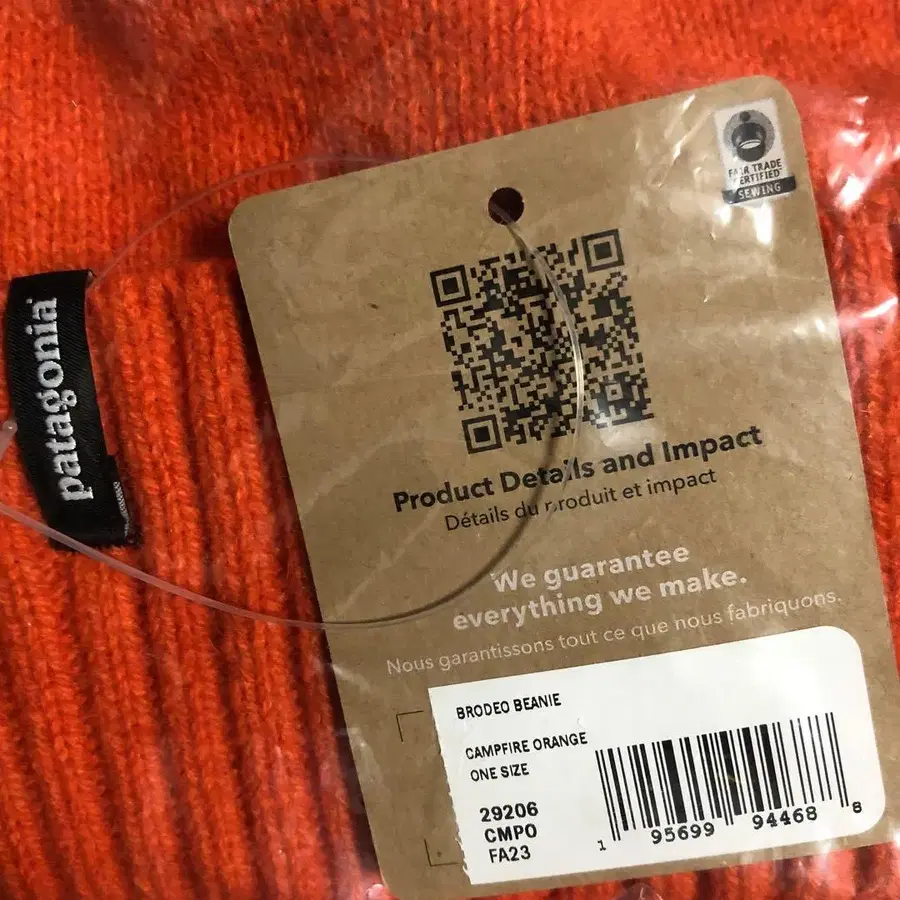 patagonia
FAIR TRADE
CERTIFIED
SEWING
Product Details and Impact
Détails du produit et impact
We guarantee
everything we make.
Nous garantissons tout ce que nous fabriquons.
BRODEO BEANIE
CAMPFIRE ORANGE
ONE SIZE
29206
CMPO
FA23
1 95699 94468 8